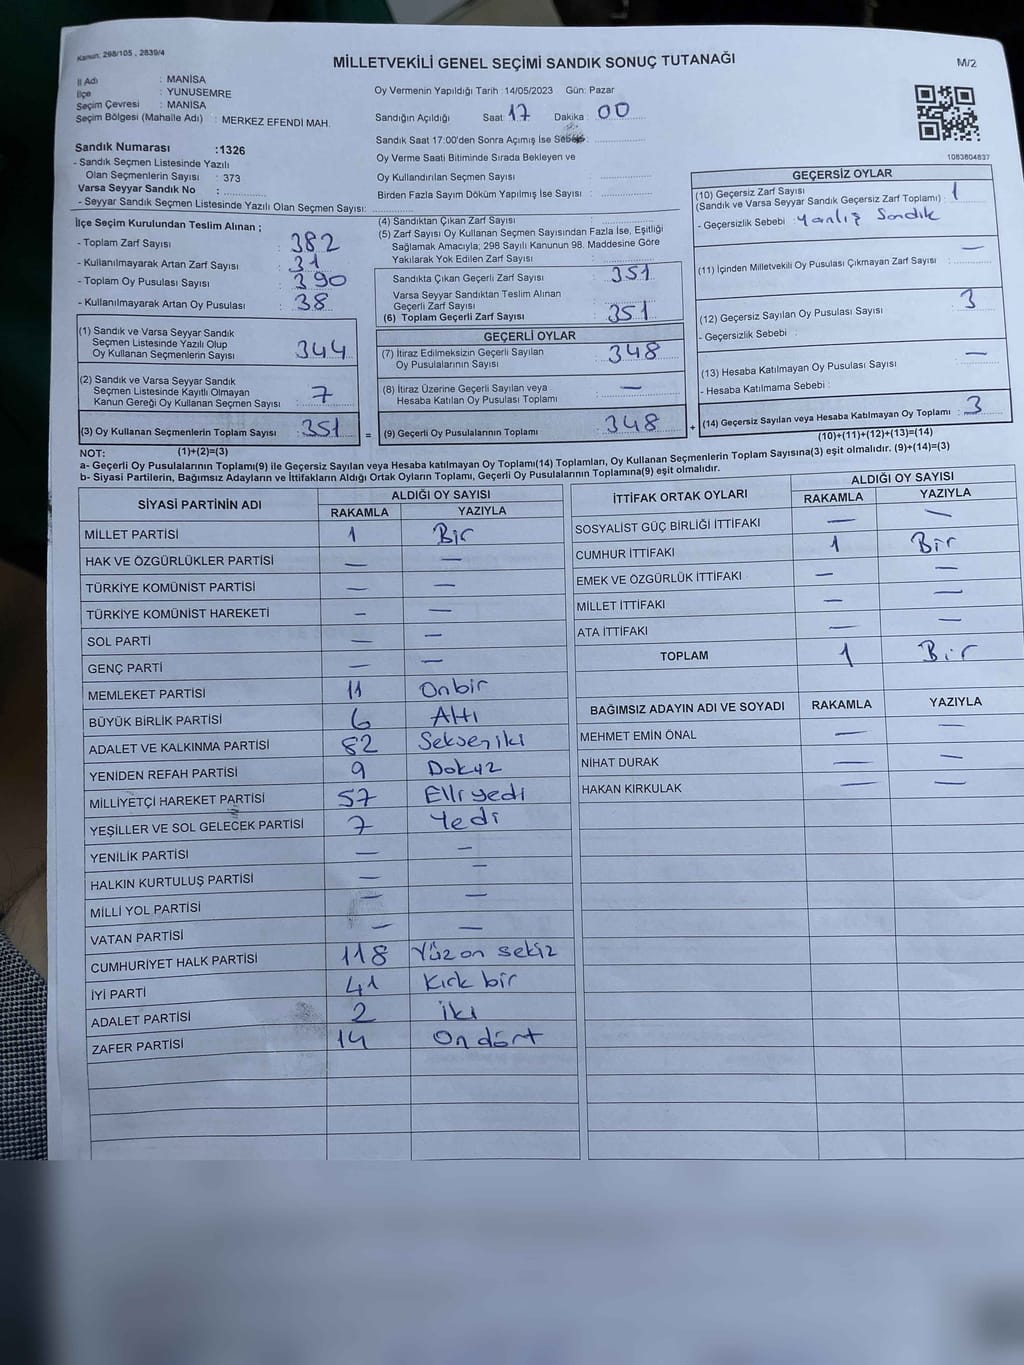 Kanun: 298/105 , 2839/4
MİLLETVEKİLİ GENEL SEÇİMİ SANDIK SONUÇ TUTANAĞI
M/2
İl Adı : MANİSA
İlçe : YUNUSEMRE
Seçim Çevresi : MANİSA
Seçim Bölgesi (Mahalle Adı) : MERKEZ EFENDİ MAH.
Sandık Numarası :1326
- Sandık Seçmen Listesinde Yazılı
Olan Seçmenlerin Sayısı : 373
Varsa Seyyar Sandık No :
- Seyyar Sandık Seçmen Listesinde Yazılı Olan Seçmen Sayısı:
Oy Vermenin Yapıldığı Tarih :14/05/2023 Gün: Pazar
Sandığın Açıldığı Saat 17 Dakika : 00
Sandık Saat 17:00'den Sonra Açımış İse Sebebi :
Oy Verme Saati Bitiminde Sırada Bekleyen ve
Oy Kullandırılan Seçmen Sayısı :
Birden Fazla Sayım Döküm Yapılmış İse Sayısı :
1083804837
İlçe Seçim Kurulundan Teslim Alınan ;
- Toplam Zarf Sayısı : 382
- Kullanılmayarak Artan Zarf Sayısı : 31
- Toplam Oy Pusulası Sayısı : 390
- Kullanılmayarak Artan Oy Pusulası : 38
(4) Sandıktan Çıkan Zarf Sayısı :
(5) Zarf Sayısı Oy Kullanan Seçmen Sayısından Fazla İse, Eşitliği
Sağlamak Amacıyla; 298 Sayılı Kanunun 98. Maddesine Göre
Yakılarak Yok Edilen Zarf Sayısı :
Sandıkta Çıkan Geçerli Zarf Sayısı : 351
Varsa Seyyar Sandıktan Teslim Alınan
Geçerli Zarf Sayısı :
(6) Toplam Geçerli Zarf Sayısı : 351
GEÇERSİZ OYLAR
(10) Geçersiz Zarf Sayısı
(Sandık ve Varsa Seyyar Sandık Geçersiz Zarf Toplamı) : 1
- Geçersizlik Sebebi : Yanlış Sandık
(11) İçinden Milletvekili Oy Pusulası Çıkmayan Zarf Sayısı : —
(12) Geçersiz Sayılan Oy Pusulası Sayısı : 3
- Geçersizlik Sebebi :
(13) Hesaba Katılmayan Oy Pusulası Sayısı : —
- Hesaba Katılmama Sebebi :
(14) Geçersiz Sayılan veya Hesaba Katılmayan Oy Toplamı : 3
(10)+(11)+(12)+(13)=(14)
(1) Sandık ve Varsa Seyyar Sandık
Seçmen Listesinde Yazılı Olup
Oy Kullanan Seçmenlerin Sayısı : 344
(2) Sandık ve Varsa Seyyar Sandık
Seçmen Listesinde Kayıtlı Olmayan
Kanun Gereği Oy Kullanan Seçmen Sayısı : 7
(3) Oy Kullanan Seçmenlerin Toplam Sayısı : 351 =
(1)+(2)=(3)
GEÇERLİ OYLAR
(7) İtiraz Edilmeksizin Geçerli Sayılan
Oy Pusulalarının Sayısı : 348
(8) İtiraz Üzerine Geçerli Sayılan veya
Hesaba Katılan Oy Pusulası Toplamı : —
(9) Geçerli Oy Pusulalarının Toplamı : 348 +
NOT:
a- Geçerli Oy Pusulalarının Toplamı(9) ile Geçersiz Sayılan veya Hesaba katılmayan Oy Toplamı(14) Toplamları, Oy Kullanan Seçmenlerin Toplam Sayısına(3) eşit olmalıdır. (9)+(14)=(3)
b- Siyasi Partilerin, Bağımsız Adayların ve İttifakların Aldığı Ortak Oyların Toplamı, Geçerli Oy Pusulalarının Toplamına(9) eşit olmalıdır.
SİYASİ PARTİNİN ADI ALDIĞI OY SAYISI
RAKAMLA YAZIYLA
MİLLET PARTİSİ 1 Bir
HAK VE ÖZGÜRLÜKLER PARTİSİ — —
TÜRKİYE KOMÜNİST PARTİSİ — —
TÜRKİYE KOMÜNİST HAREKETİ — —
SOL PARTİ — —
GENÇ PARTİ — —
MEMLEKET PARTİSİ 11 Onbir
BÜYÜK BİRLİK PARTİSİ 6 Altı
ADALET VE KALKINMA PARTİSİ 82 Sekseniki
YENİDEN REFAH PARTİSİ 9 Dokuz
MİLLİYETÇİ HAREKET PARTİSİ 57 Elli yedi
YEŞİLLER VE SOL GELECEK PARTİSİ 7 Yedi
YENİLİK PARTİSİ — —
HALKIN KURTULUŞ PARTİSİ — —
MİLLİ YOL PARTİSİ — —
VATAN PARTİSİ — —
CUMHURİYET HALK PARTİSİ 118 Yüz on sekiz
İYİ PARTİ 41 Kırk bir
ADALET PARTİSİ 2 İki
ZAFER PARTİSİ 14 On dört
İTTİFAK ORTAK OYLARI ALDIĞI OY SAYISI
RAKAMLA YAZIYLA
SOSYALİST GÜÇ BİRLİĞİ İTTİFAKI — —
CUMHUR İTTİFAKI 1 Bir
EMEK VE ÖZGÜRLÜK İTTİFAKI — —
MİLLET İTTİFAKI — —
ATA İTTİFAKI — —
TOPLAM 1 Bir
BAĞIMSIZ ADAYIN ADI VE SOYADI RAKAMLA YAZIYLA
MEHMET EMİN ÖNAL — —
NİHAT DURAK — —
HAKAN KIRKULAK — —